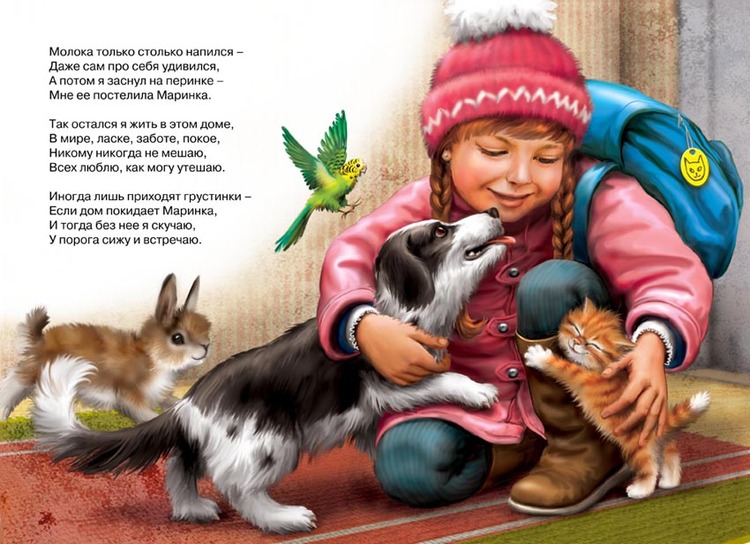 Молока только столько напился –
Даже сам про себя удивился,
А потом я заснул на перинке –
Мне ее постелила Маринка.
Так остался я жить в этом доме,
В мире, ласке, заботе, покое,
Никому никогда не мешаю,
Всех люблю, как могу утешаю.
Иногда лишь приходят грустинки –
Если дом покидает Маринка,
И тогда без нее я скучаю,
У порога сижу и встречаю.